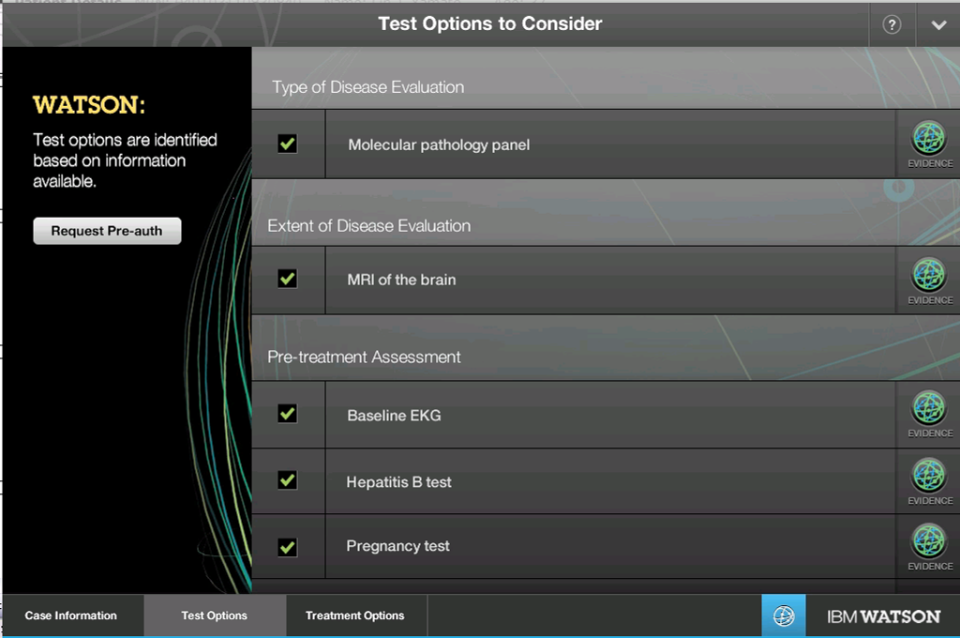 Test Options to Consider
?
WATSON:
Test options are identified
based on information
available.
Request Pre-auth
Type of Disease Evaluation
Molecular pathology panel
EVIDENCE
Extent of Disease Evaluation
MRI of the brain
EVIDENCE
Pre-treatment Assessment
Baseline EKG
EVIDENCE
Hepatitis B test
EVIDENCE
Pregnancy test
EVIDENCE
Case Information
Test Options
Treatment Options
IBM WATSON